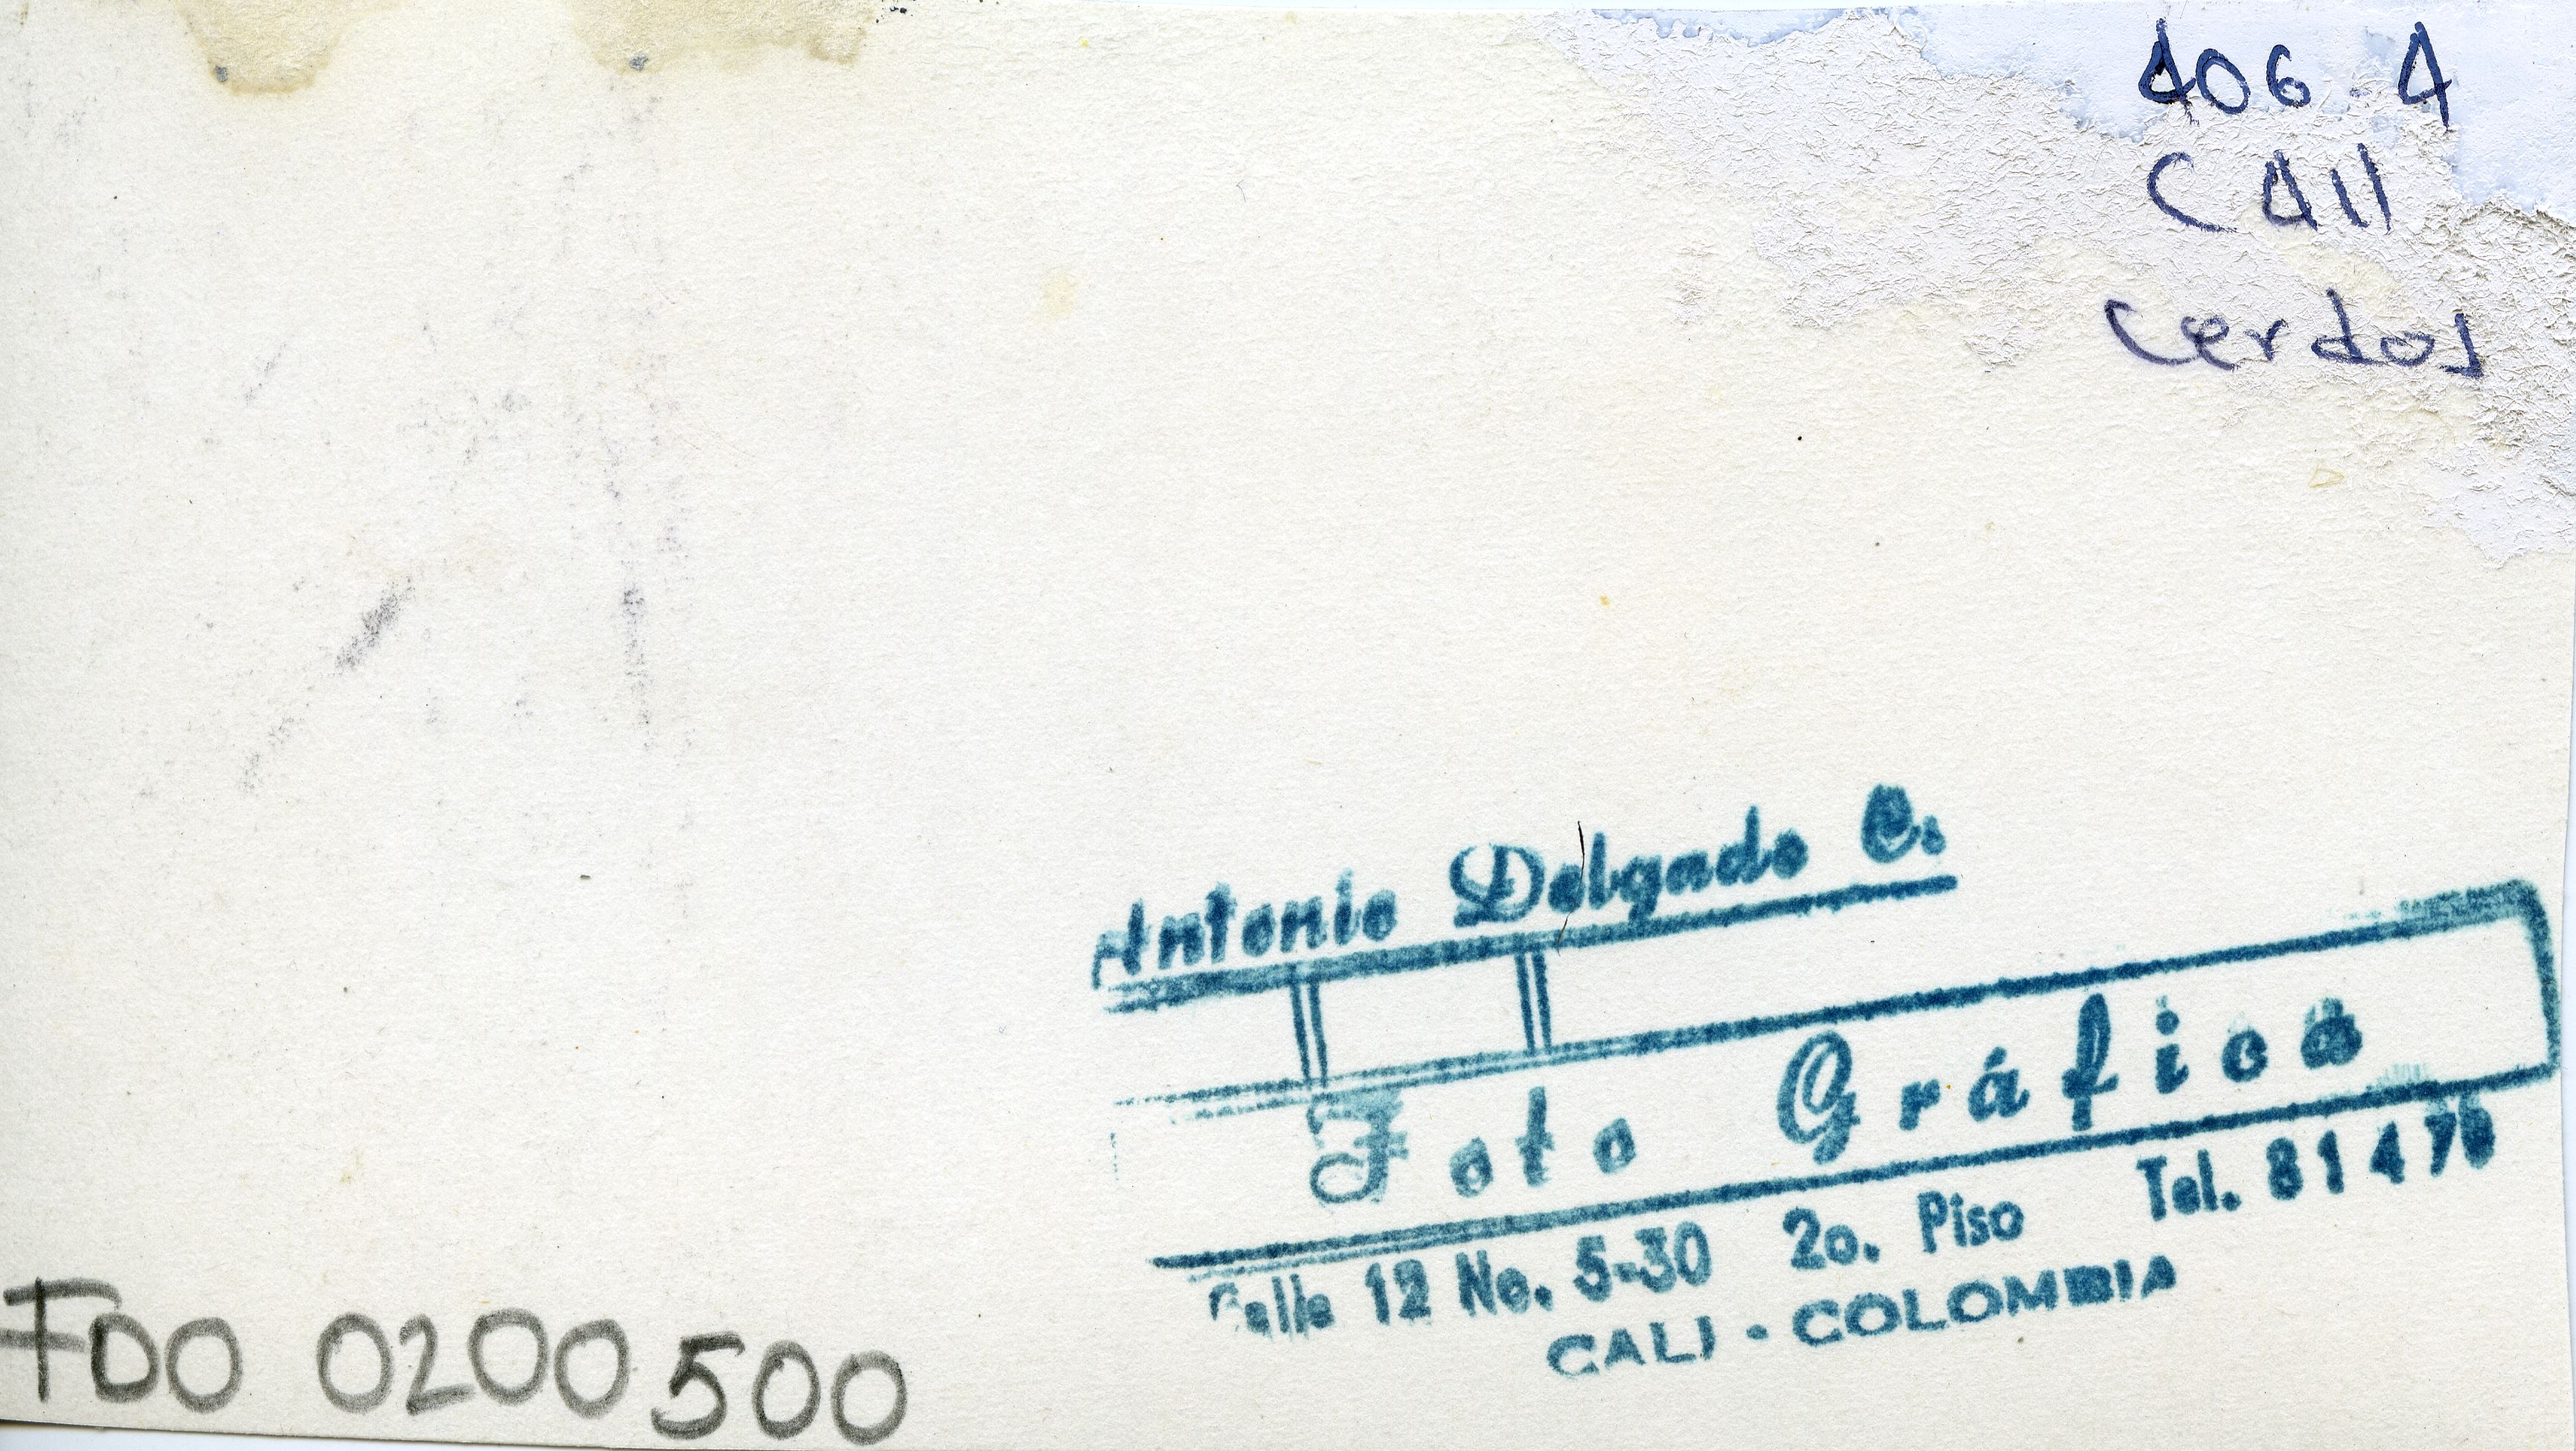 406-A
CALI
Cerdos
Antonio Delgado C.
Foto Gráfica
Calle 12 No. 5-30 2o. Piso Tel. 81476
CALI - COLOMBIA
FDO 0200500